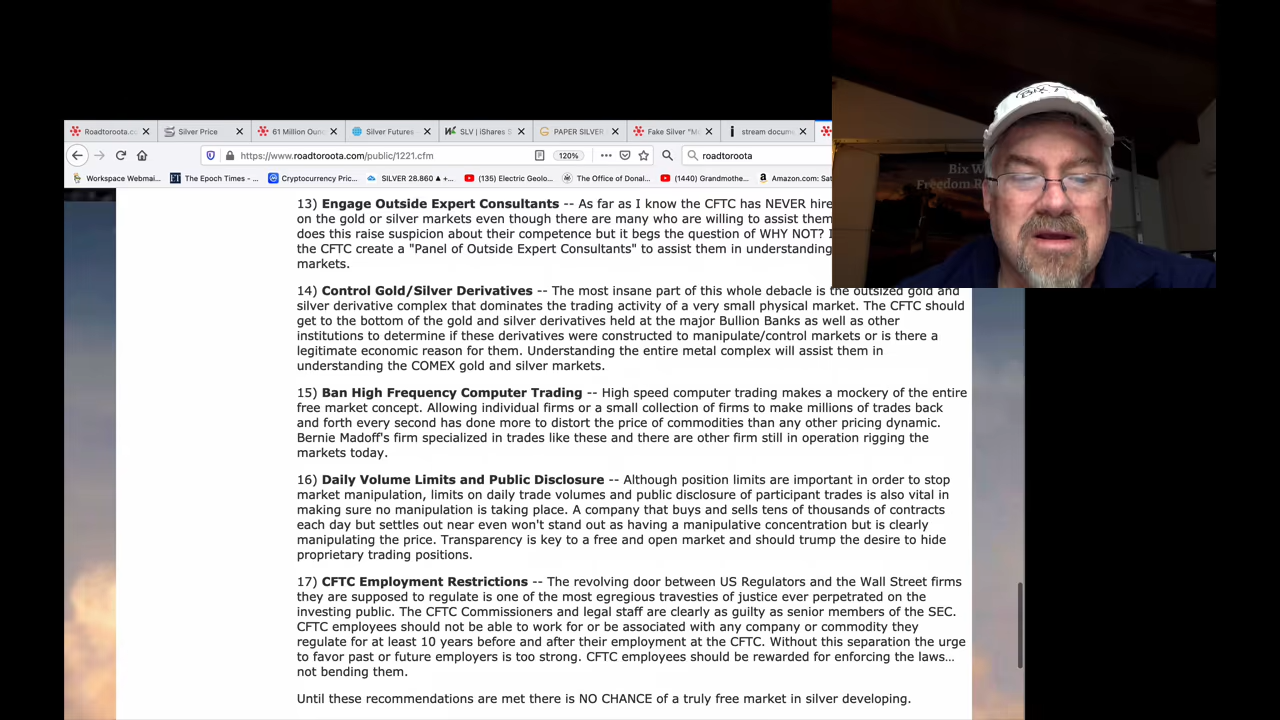 Roadtoroota.c
Silver Price
61 Million Oun
Silver Futures
SLV | iShares S
PAPER SILVER
Fake Silver "M
stream docum
https://www.roadtoroota.com/public/1221.cfm
120%
roadtoroota
Workspace Webmai...
The Epoch Times - ...
Cryptocurrency Pric...
SILVER 28.860 ▲ +...
(135) Electric Geolo...
The Office of Donal...
(1440) Grandmothe...
Amazon.com: Sat
Bix W
Freedom R
13) Engage Outside Expert Consultants -- As far as I know the CFTC has NEVER hire
on the gold or silver markets even though there are many who are willing to assist them
does this raise suspicion about their competence but it begs the question of WHY NOT? I
the CFTC create a "Panel of Outside Expert Consultants" to assist them in understanding
markets.
14) Control Gold/Silver Derivatives -- The most insane part of this whole debacle is the outsized gold and
silver derivative complex that dominates the trading activity of a very small physical market. The CFTC should
get to the bottom of the gold and silver derivatives held at the major Bullion Banks as well as other
institutions to determine if these derivatives were constructed to manipulate/control markets or is there a
legitimate economic reason for them. Understanding the entire metal complex will assist them in
understanding the COMEX gold and silver markets.
15) Ban High Frequency Computer Trading -- High speed computer trading makes a mockery of the entire
free market concept. Allowing individual firms or a small collection of firms to make millions of trades back
and forth every second has done more to distort the price of commodities than any other pricing dynamic.
Bernie Madoff's firm specialized in trades like these and there are other firm still in operation rigging the
markets today.
16) Daily Volume Limits and Public Disclosure -- Although position limits are important in order to stop
market manipulation, limits on daily trade volumes and public disclosure of participant trades is also vital in
making sure no manipulation is taking place. A company that buys and sells tens of thousands of contracts
each day but settles out near even won't stand out as having a manipulative concentration but is clearly
manipulating the price. Transparency is key to a free and open market and should trump the desire to hide
proprietary trading positions.
17) CFTC Employment Restrictions -- The revolving door between US Regulators and the Wall Street firms
they are supposed to regulate is one of the most egregious travesties of justice ever perpetrated on the
investing public. The CFTC Commissioners and legal staff are clearly as guilty as senior members of the SEC.
CFTC employees should not be able to work for or be associated with any company or commodity they
regulate for at least 10 years before and after their employment at the CFTC. Without this separation the urge
to favor past or future employers is too strong. CFTC employees should be rewarded for enforcing the laws…
not bending them.
Until these recommendations are met there is NO CHANCE of a truly free market in silver developing.